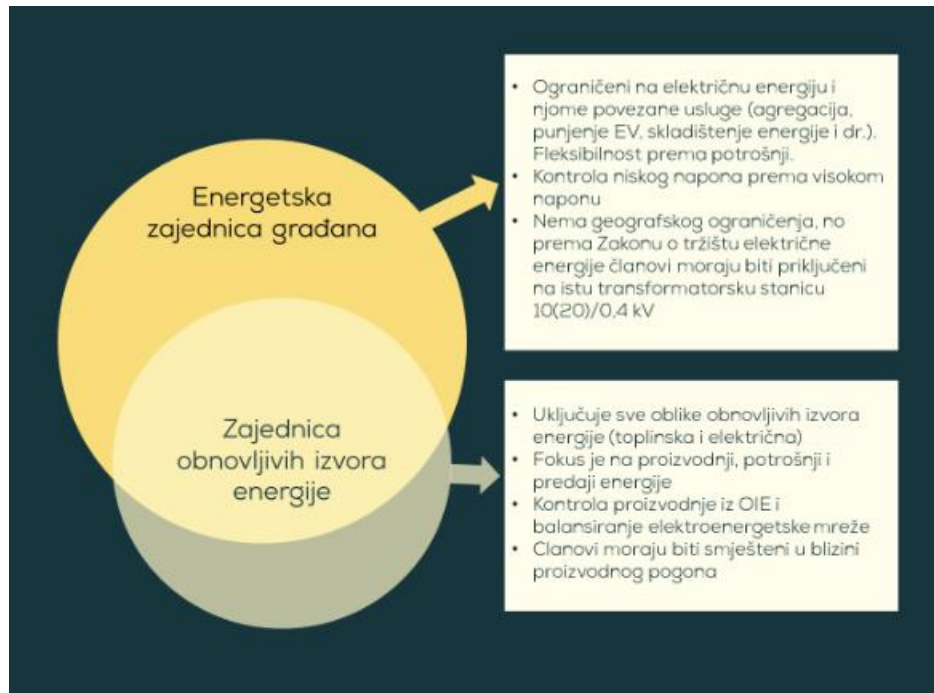 Energetska
zajednica građana
Zajednica
obnovljivih izvora
energije
• Ograničeni na električnu energiju i
njome povezane usluge (agregacija,
punjenje EV, skladištenje energije i dr.).
Fleksibilnost prema potrošnji.
• Kontrola niskog napona prema visokom
naponu
• Nema geografskog ograničenja, no
prema Zakonu o tržištu električne
energije članovi moraju biti priključeni
na istu transformatorsku stanicu
10(20)/0,4 kV
• Uključuje sve oblike obnovljivih izvora
energije (toplinska i električna)
• Fokus je na proizvodnji, potrošnji i
predaji energije
• Kontrola proizvodnje iz OIE i
balansiranje elektroenergetske mreže
• Clanovi moraju biti smješteni u blizini
proizvodnog pogona